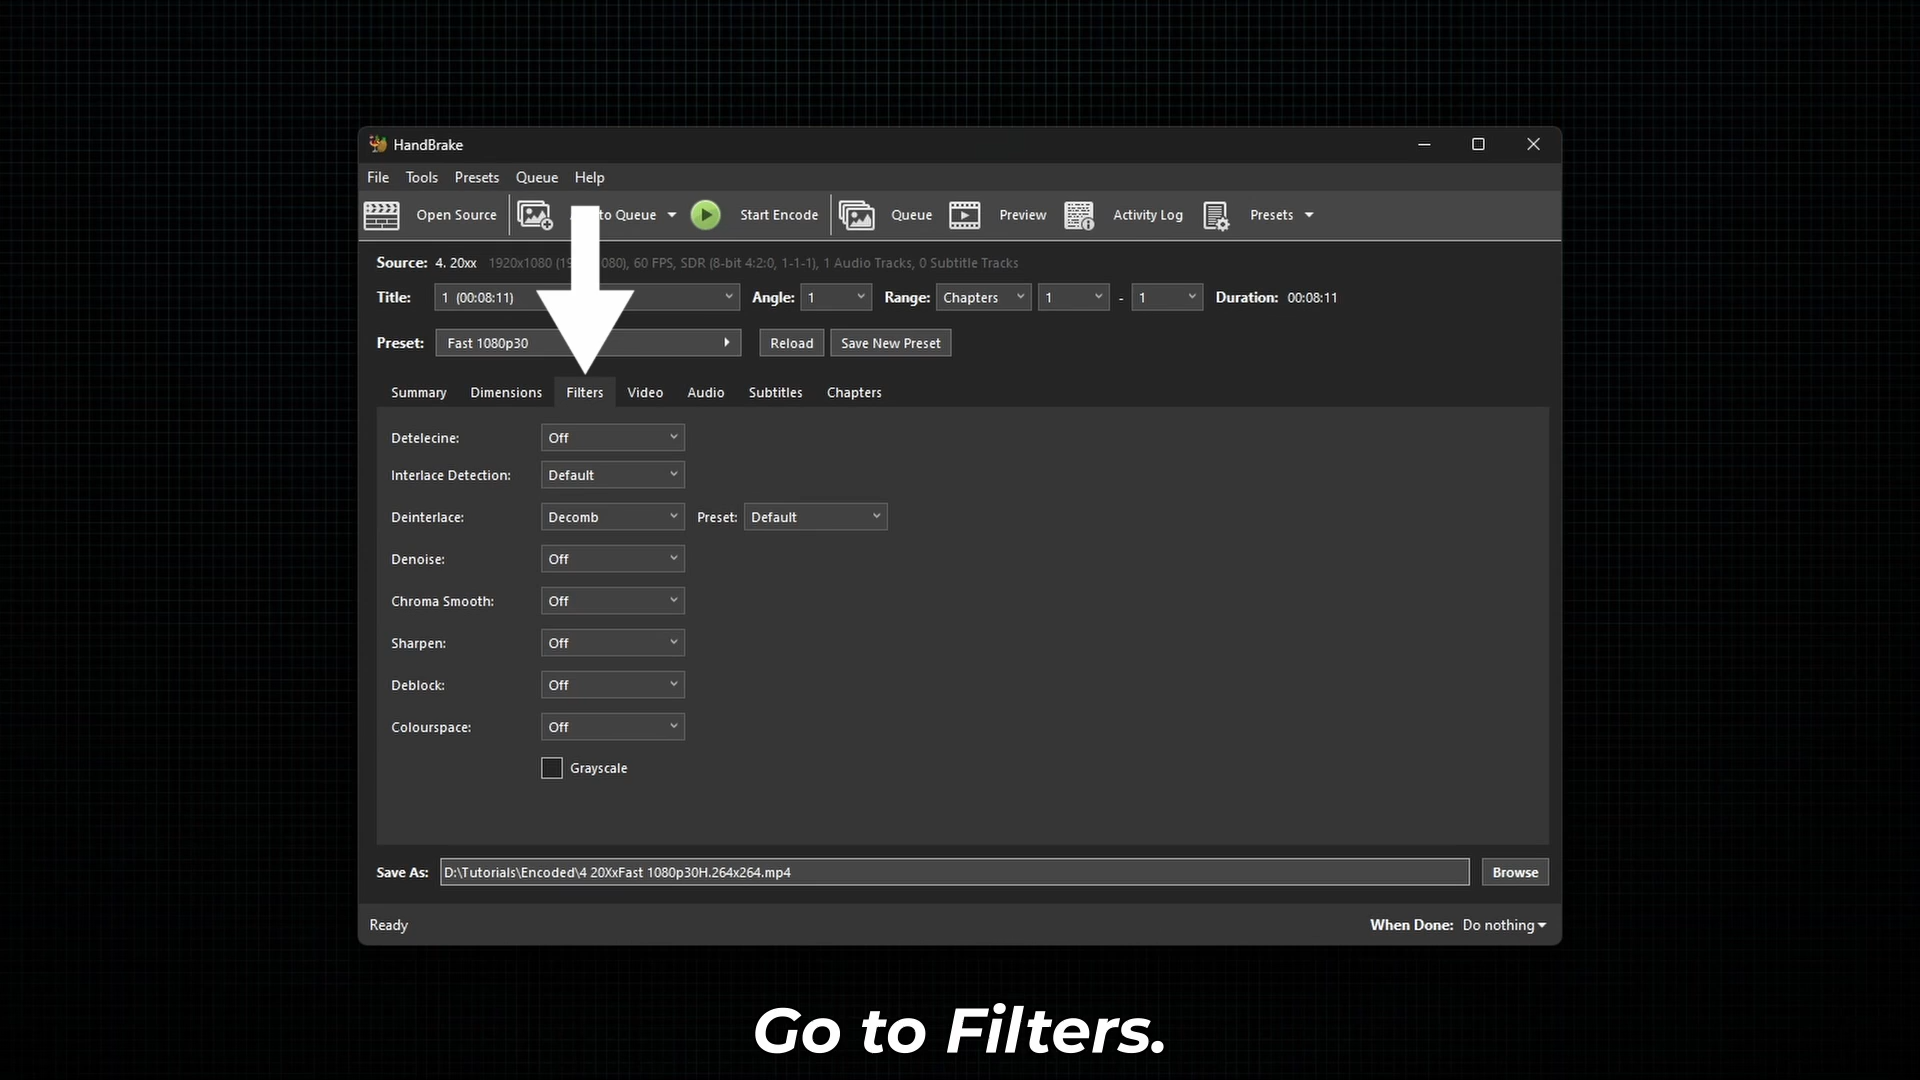 HandBrake
File Tools Presets Queue Help
Open Source to Queue Start Encode Queue Preview Activity Log Presets
Source: 4. 20xx 1920x1080 (19 080), 60 FPS, SDR (8-bit 4:2:0, 1-1-1), 1 Audio Tracks, 0 Subtitle Tracks
Title: 1 (00:08:11) Angle: 1 Range: Chapters 1 - 1 Duration: 00:08:11
Preset: Fast 1080p30 Reload Save New Preset
Summary Dimensions Filters Video Audio Subtitles Chapters
Detelecine: Off
Interlace Detection: Default
Deinterlace: Decomb Preset: Default
Denoise: Off
Chroma Smooth: Off
Sharpen: Off
Deblock: Off
Colourspace: Off
Grayscale
Save As: D:\Tutorials\Encoded\4 20XxFast 1080p30H.264x264.mp4 Browse
Ready When Done: Do nothing
Go to Filters.